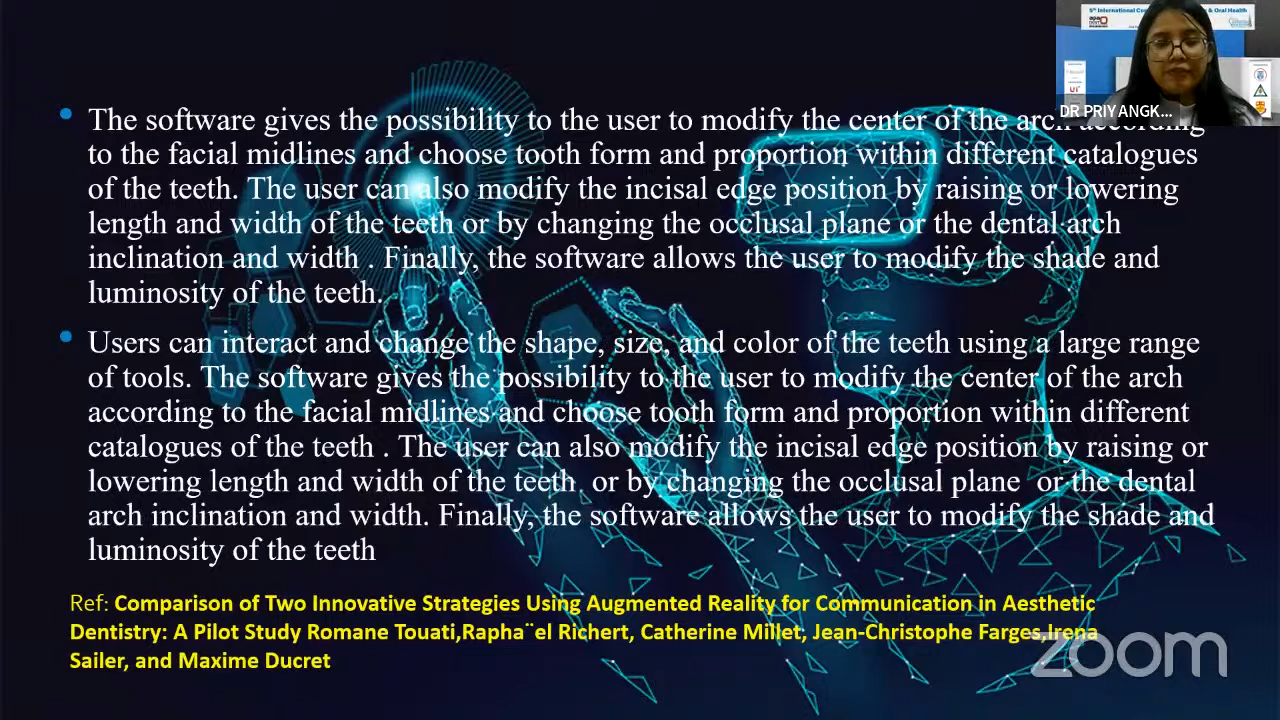 5th International Con
& Oral Health
DR PRIYANGK...
• The software gives the possibility to the user to modify the center of the arch according
to the facial midlines and choose tooth form and proportion within different catalogues
of the teeth. The user can also modify the incisal edge position by raising or lowering
length and width of the teeth or by changing the occlusal plane or the dental arch
inclination and width . Finally, the software allows the user to modify the shade and
luminosity of the teeth.
• Users can interact and change the shape, size, and color of the teeth using a large range
of tools. The software gives the possibility to the user to modify the center of the arch
according to the facial midlines and choose tooth form and proportion within different
catalogues of the teeth . The user can also modify the incisal edge position by raising or
lowering length and width of the teeth or by changing the occlusal plane or the dental
arch inclination and width. Finally, the software allows the user to modify the shade and
luminosity of the teeth
Ref: Comparison of Two Innovative Strategies Using Augmented Reality for Communication in Aesthetic
Dentistry: A Pilot Study Romane Touati,Rapha¨el Richert, Catherine Millet, Jean-Christophe Farges,Irena
Sailer, and Maxime Ducret
zoom